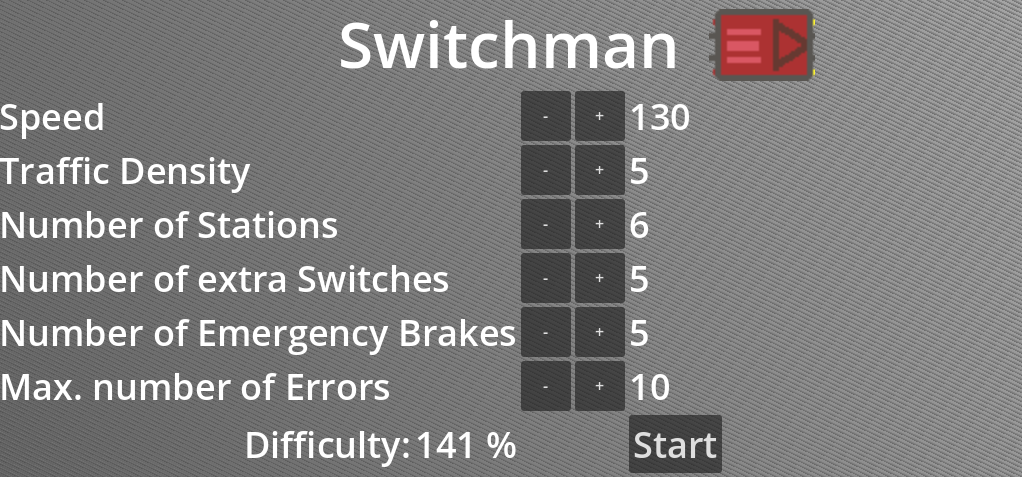 Switchman
Speed - + 130
Traffic Density - + 5
Number of Stations - + 6
Number of extra Switches - + 5
Number of Emergency Brakes - + 5
Max. number of Errors - + 10
Difficulty: 141 % Start